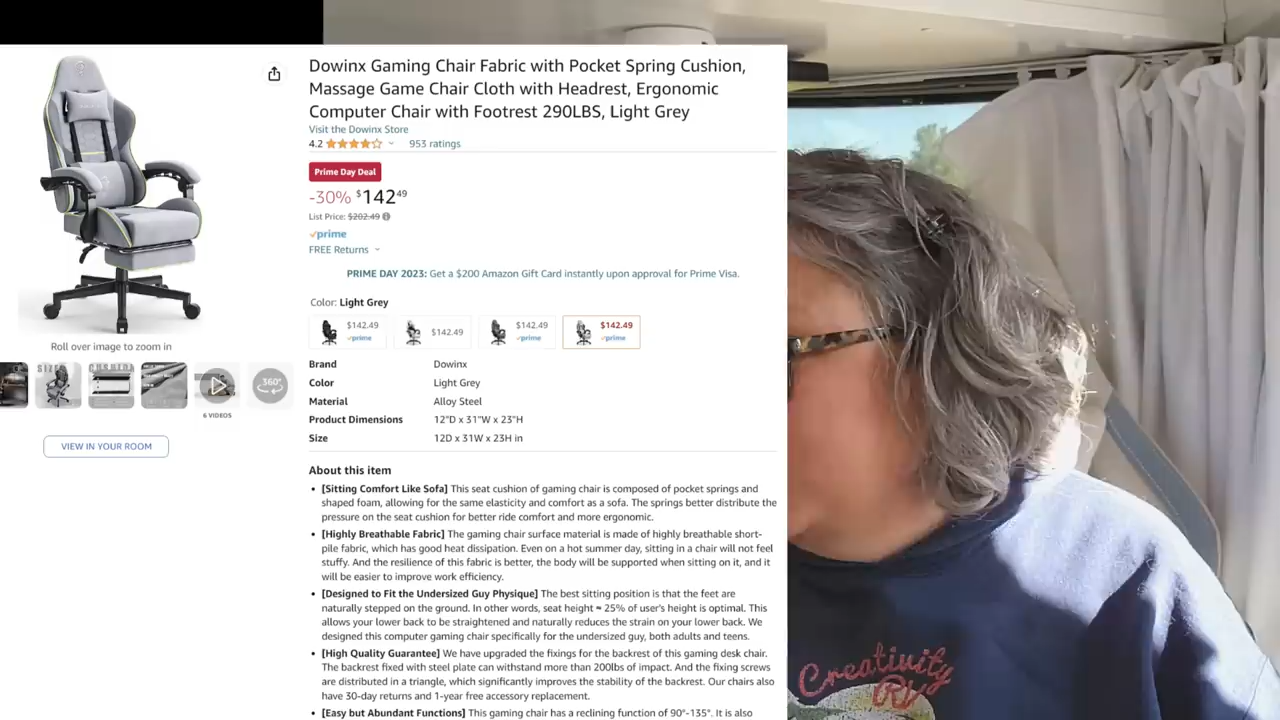 Dowinx Gaming Chair Fabric with Pocket Spring Cushion,
Massage Game Chair Cloth with Headrest, Ergonomic
Computer Chair with Footrest 290LBS, Light Grey
Visit the Dowinx Store
4.2 953 ratings
Prime Day Deal
-30% $142 49
List Price: $202.49
prime
FREE Returns
PRIME DAY 2023: Get a $200 Amazon Gift Card instantly upon approval for Prime Visa.
Color: Light Grey
$142.49 $142.49 $142.49 $142.49
prime prime prime
Roll over image to zoom in
360°
6 VIDEOS
VIEW IN YOUR ROOM
Brand Dowinx
Color Light Grey
Material Alloy Steel
Product Dimensions 12"D x 31"W x 23"H
Size 12D x 31W x 23H in
About this item
• [Sitting Comfort Like Sofa] This seat cushion of gaming chair is composed of pocket springs and
shaped foam, allowing for the same elasticity and comfort as a sofa. The springs better distribute the
pressure on the seat cushion for better ride comfort and more ergonomic.
• [Highly Breathable Fabric] The gaming chair surface material is made of highly breathable short-
pile fabric, which has good heat dissipation. Even on a hot summer day, sitting in a chair will not feel
stuffy. And the resilience of this fabric is better, the body will be supported when sitting on it, and it
will be easier to improve work efficiency.
• [Designed to Fit the Undersized Guy Physique] The best sitting position is that the feet are
naturally stepped on the ground. In other words, seat height ≈ 25% of user's height is optimal. This
allows your lower back to be straightened and naturally reduces the strain on your lower back. We
designed this computer gaming chair specifically for the undersized guy, both adults and teens.
• [High Quality Guarantee] We have upgraded the fixings for the backrest of this gaming desk chair.
The backrest fixed with steel plate can withstand more than 200lbs of impact. And the fixing screws
are distributed in a triangle, which significantly improves the stability of the backrest. Our chairs also
have 30-day returns and 1-year free accessory replacement.
• [Easy but Abundant Functions] This gaming chair has a reclining function of 90°-135°. It is also
Creativity
RV